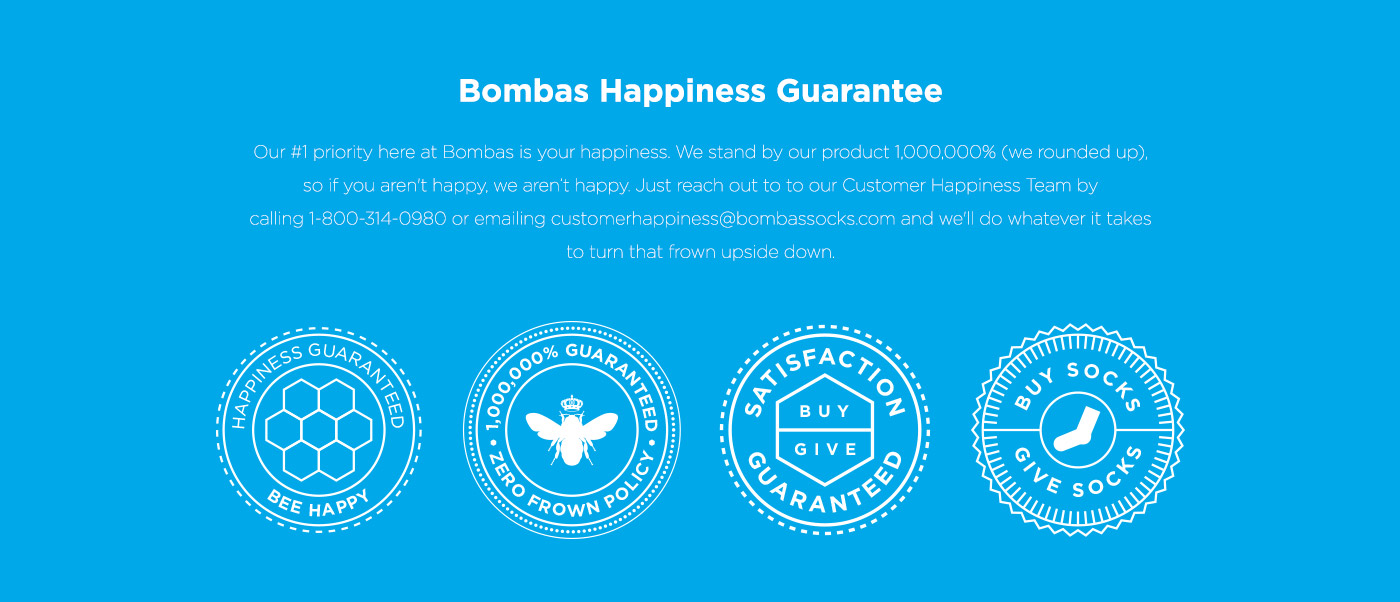 Bombas Happiness Guarantee
Our #1 priority here at Bombas is your happiness. We stand by our product 1,000,000% (we rounded up),
so if you aren't happy, we aren't happy. Just reach out to to our Customer Happiness Team by
calling 1-800-314-0980 or emailing customerhappiness@bombassocks.com and we'll do whatever it takes
to turn that frown upside down.
HAPPINESS GUARANTEED
BEE HAPPY
1,000,000% GUARANTEED
• ZERO FROWN POLICY •
SATISFACTION
BUY
GIVE
GUARANTEED
BUY SOCKS
GIVE SOCKS